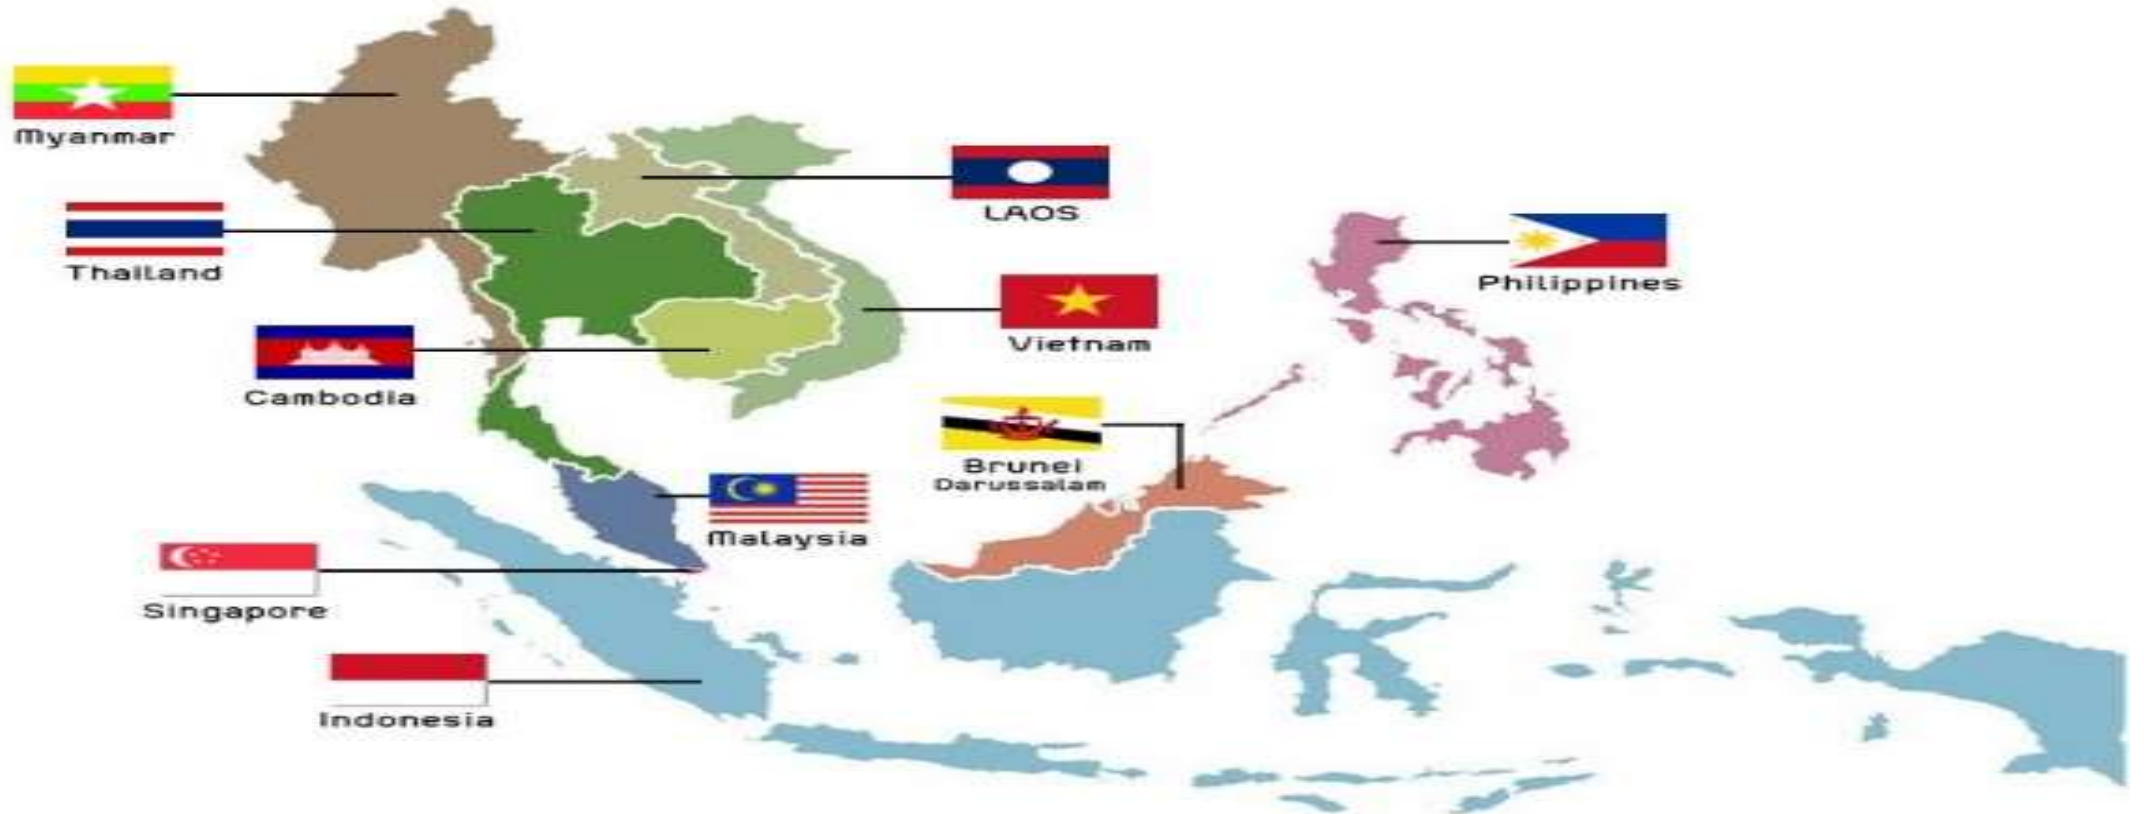 Myanmar
LAOS
Thailand
Philippines
Vietnam
Cambodia
Brunei
Darussalam
Malaysia
Singapore
Indonesia